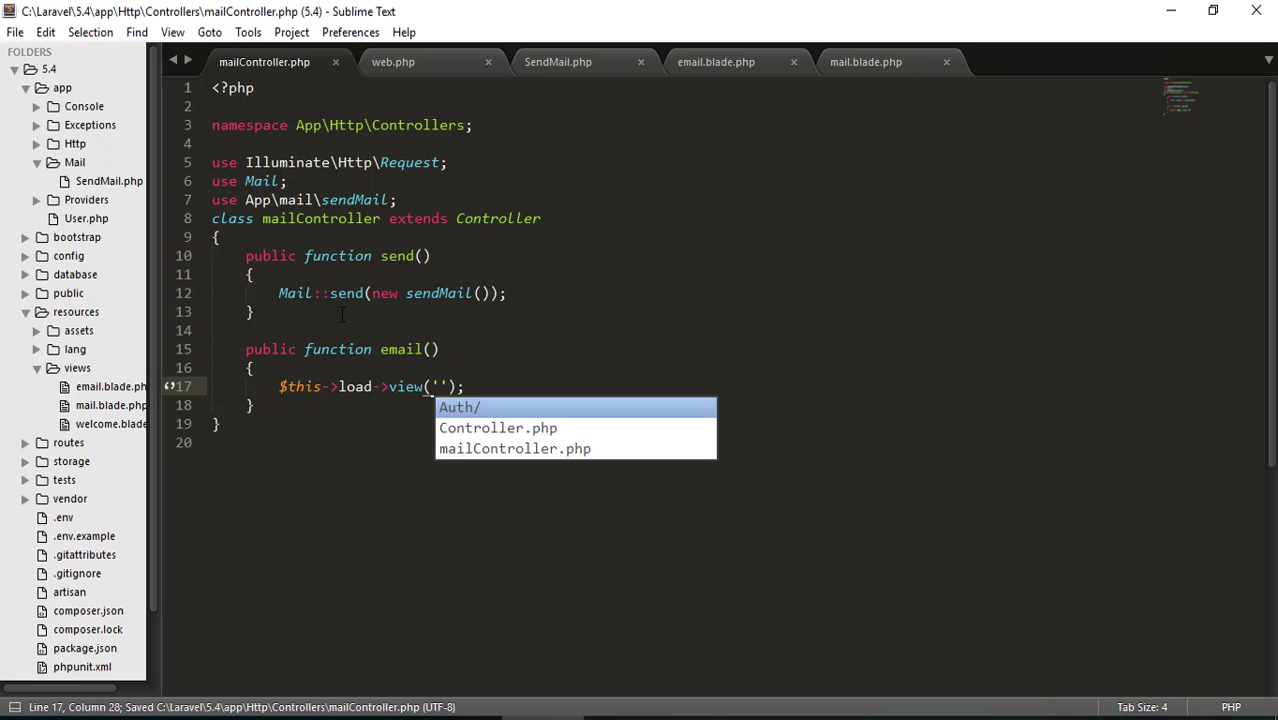 C:\Laravel\5.4\app\Http\Controllers\mailController.php (5.4) - Sublime Text
File Edit Selection Find View Goto Tools Project Preferences Help
FOLDERS
5.4
app
Console
Exceptions
Http
Mail
SendMail.php
Providers
User.php
bootstrap
config
database
public
resources
assets
lang
views
email.blade.ph
mail.blade.php
welcome.blade
routes
storage
tests
vendor
.env
.env.example
.gitattributes
.gitignore
artisan
composer.json
composer.lock
package.json
phpunit.xml
mailController.php × web.php × SendMail.php × email.blade.php × mail.blade.php ×
1 <?php
2
3 namespace App\Http\Controllers;
4
5 use Illuminate\Http\Request;
6 use Mail;
7 use App\mail\sendMail;
8 class mailController extends Controller
9 {
10 public function send()
11 {
12 Mail::send(new sendMail());
13 }
14
15 public function email()
16 {
17 $this->load->view('');
18 }
19 }
20
Auth/
Controller.php
mailController.php
Line 17, Column 28; Saved C:\Laravel\5.4\app\Http\Controllers\mailController.php (UTF-8) Tab Size: 4 PHP